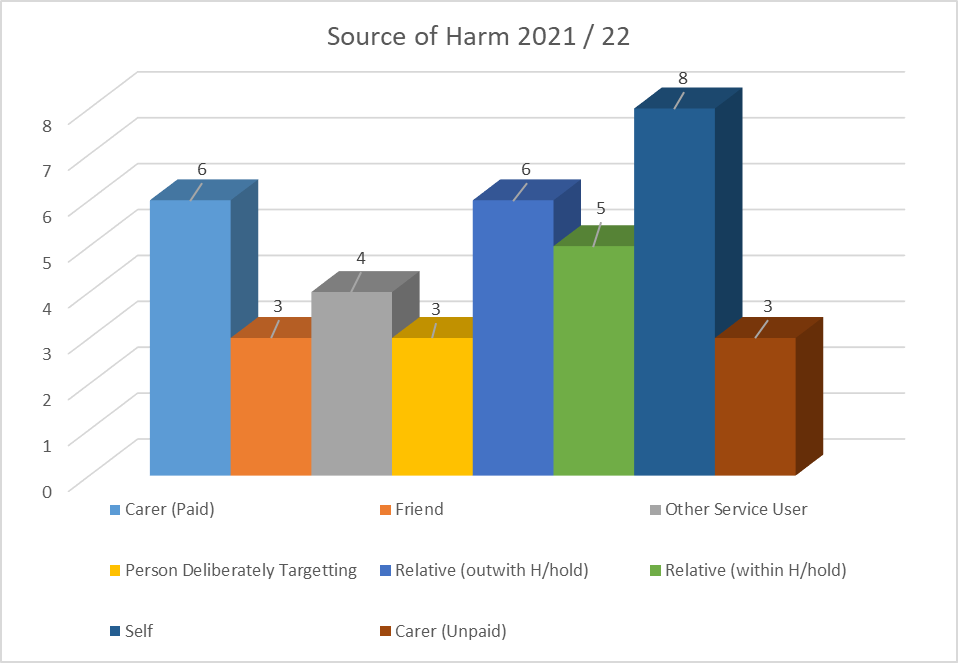 Source of Harm 2021 / 22
8
7
6
5
4
3
2
1
0
6
3
4
3
6
5
8
3
Carer (Paid)
Friend
Other Service User
Person Deliberately Targetting
Relative (outwith H/hold)
Relative (within H/hold)
Self
Carer (Unpaid)